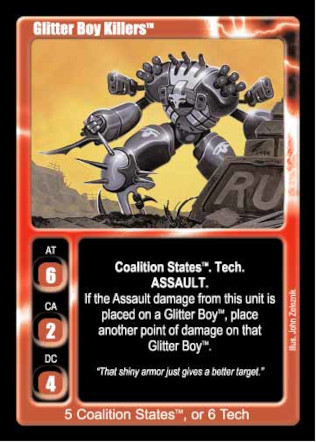 Glitter Boy Killers™
RU
AT
6
CA
2
DC
4
Coalition States™. Tech.
ASSAULT.
If the Assault damage from this unit is
placed on a Glitter Boy™, place
another point of damage on that
Glitter Boy™.
"That shiny armor just gives a better target."
Illus. John Zeleznik
5 Coalition States™, or 6 Tech